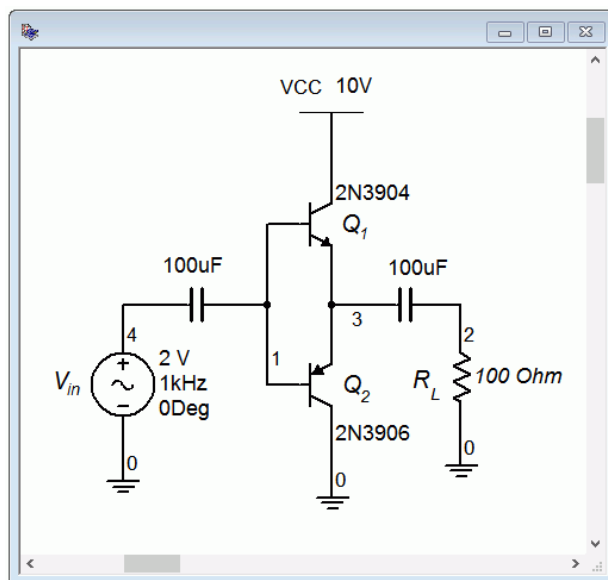 VCC 10V
2N3904
Q1
100uF
100uF
3
4
2
1
2 V
1kHz
0Deg
Vin
Q2
RL
100 Ohm
2N3906
0
0
0